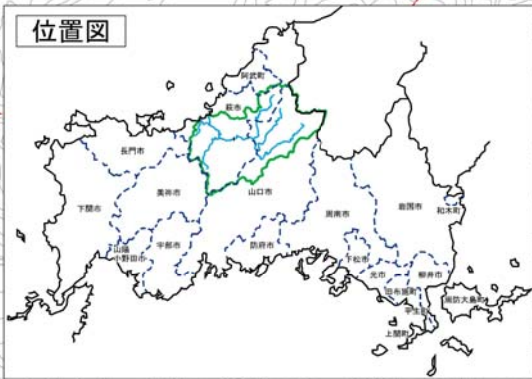 位置図
阿武町
萩市
長門市
美祢市
山口市
下関市
周南市
岩国市
和木町
山陽
小野田市
宇部市
防府市
下松市
光市
柳井市
田布施町
周防大島町
平生町
上関町